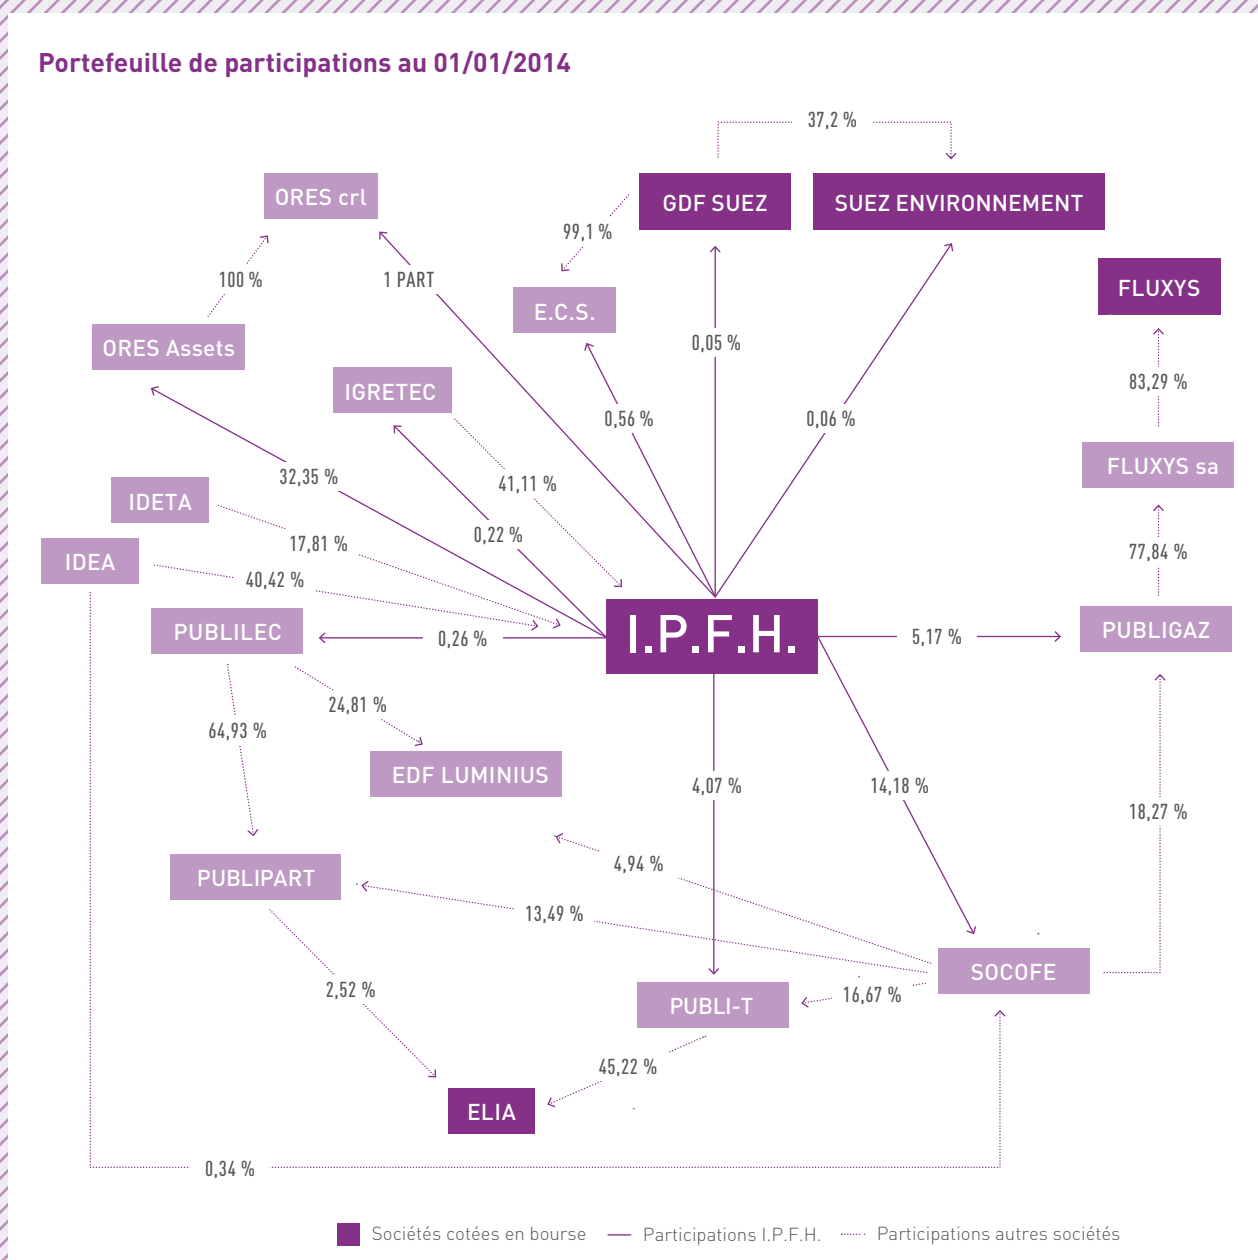 Portefeuille de participations au 01/01/2014
37,2 %
ORES crl
GDF SUEZ
SUEZ ENVIRONNEMENT
99,1 %
100 %
1 PART
FLUXYS
E.C.S.
ORES Assets
0,05 %
83,29 %
IGRETEC
0,56 %
0,06 %
FLUXYS sa
32,35 %
41,11 %
IDETA
0,22 %
17,81 %
77,84 %
IDEA
40,42 %
PUBLILEC
0,26 %
I.P.F.H.
5,17 %
PUBLIGAZ
24,81 %
64,93 %
EDF LUMINIUS
4,07 %
14,18 %
18,27 %
4,94 %
PUBLIPART
13,49 %
SOCOFE
2,52 %
16,67 %
PUBLI-T
45,22 %
ELIA
0,34 %
Sociétés cotées en bourse
Participations I.P.F.H.
Participations autres sociétés